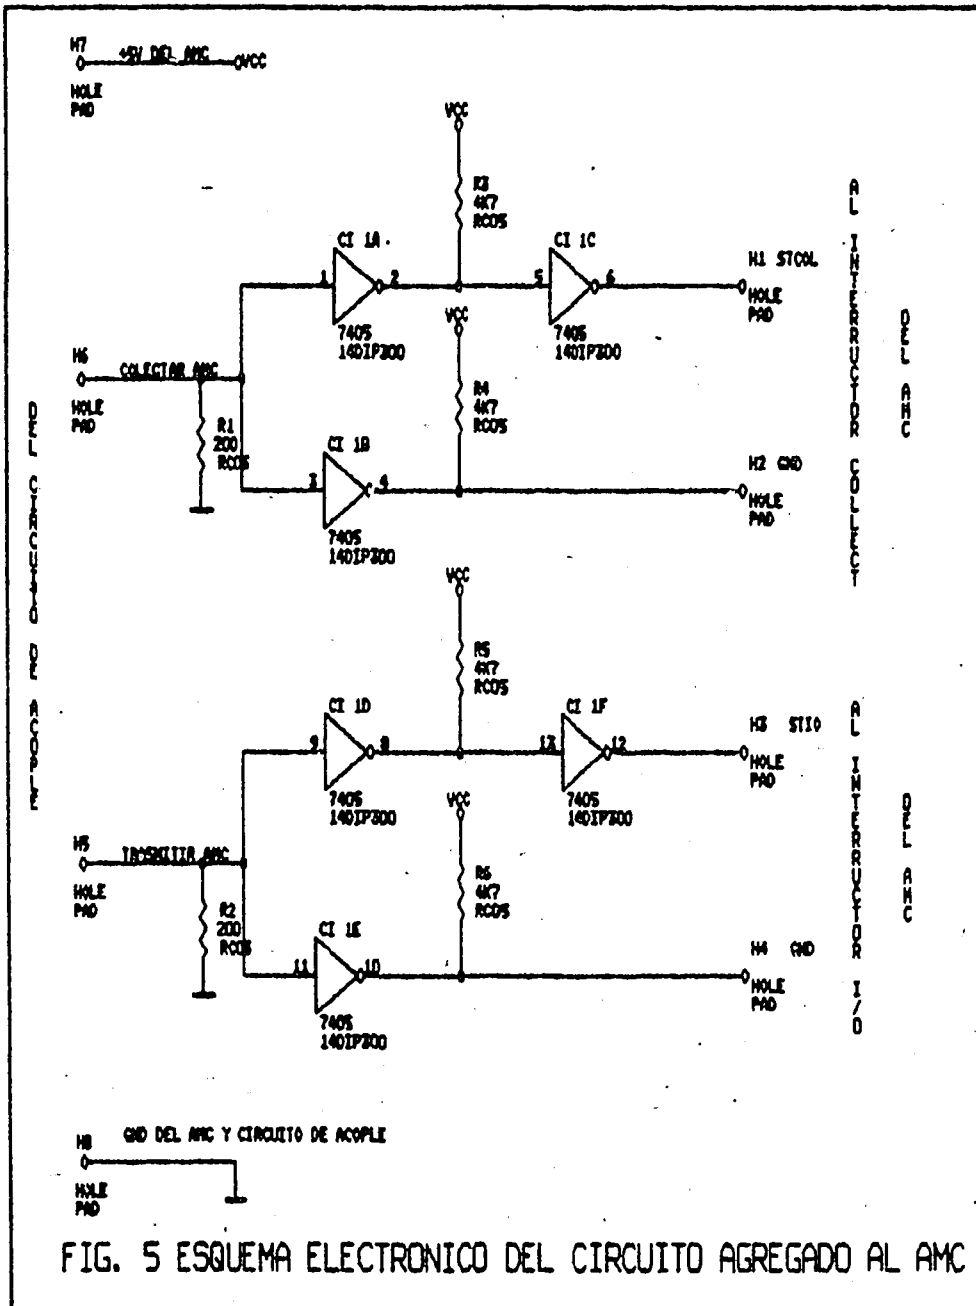 H7
+5V DEL AMC
VCC
HOLE
PAD
VCC
R3
4K7
RC05
CI 1A
1
2
7405
14DIP300
CI 1C
5
6
7405
14DIP300
H1 STCOL
HOLE
PAD
VCC
H6
COLECTAR AMC
HOLE
PAD
R1
200
RC05
R4
4K7
RC05
CI 1B
3
4
7405
14DIP300
H2 GND
HOLE
PAD
AL INTERRUCTOR COLLECT
DEL AMC
DEL CIRCUITO DE ACOPLE
VCC
R5
4K7
RC05
CI 1D
9
8
7405
14DIP300
CI 1F
13
12
7405
14DIP300
H3 STIO
HOLE
PAD
VCC
H5
TRASMITIR AMC
HOLE
PAD
R2
200
RC05
R6
4K7
RC05
CI 1E
11
10
7405
14DIP300
H4 GND
HOLE
PAD
AL INTERRUCTOR I/O
DEL AMC
H8
GND DEL AMC Y CIRCUITO DE ACOPLE
HOLE
PAD
FIG. 5 ESQUEMA ELECTRONICO DEL CIRCUITO AGREGADO AL AMC